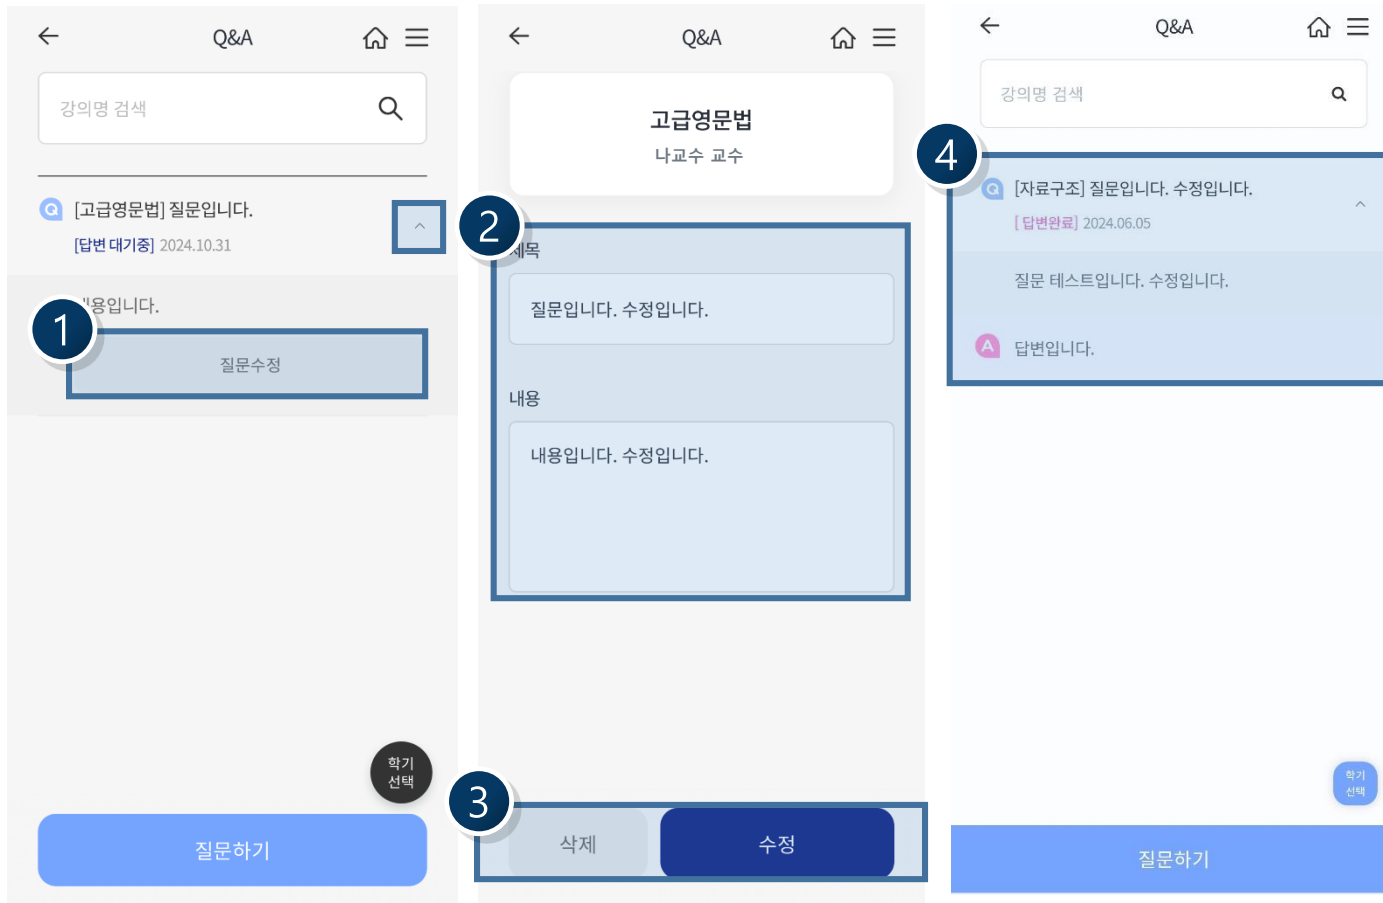 Q&A
강의명 검색
[고급영문법] 질문입니다.
[답변 대기중] 2024.10.31
용입니다.
1
질문수정
학기
선택
질문하기
Q&A
고급영문법
나교수 교수
2
제목
질문입니다. 수정입니다.
내용
내용입니다. 수정입니다.
3
삭제
수정
Q&A
강의명 검색
4
Q
[자료구조] 질문입니다. 수정입니다.
[답변완료] 2024.06.05
질문 테스트입니다. 수정입니다.
A
답변입니다.
학기
선택
질문하기